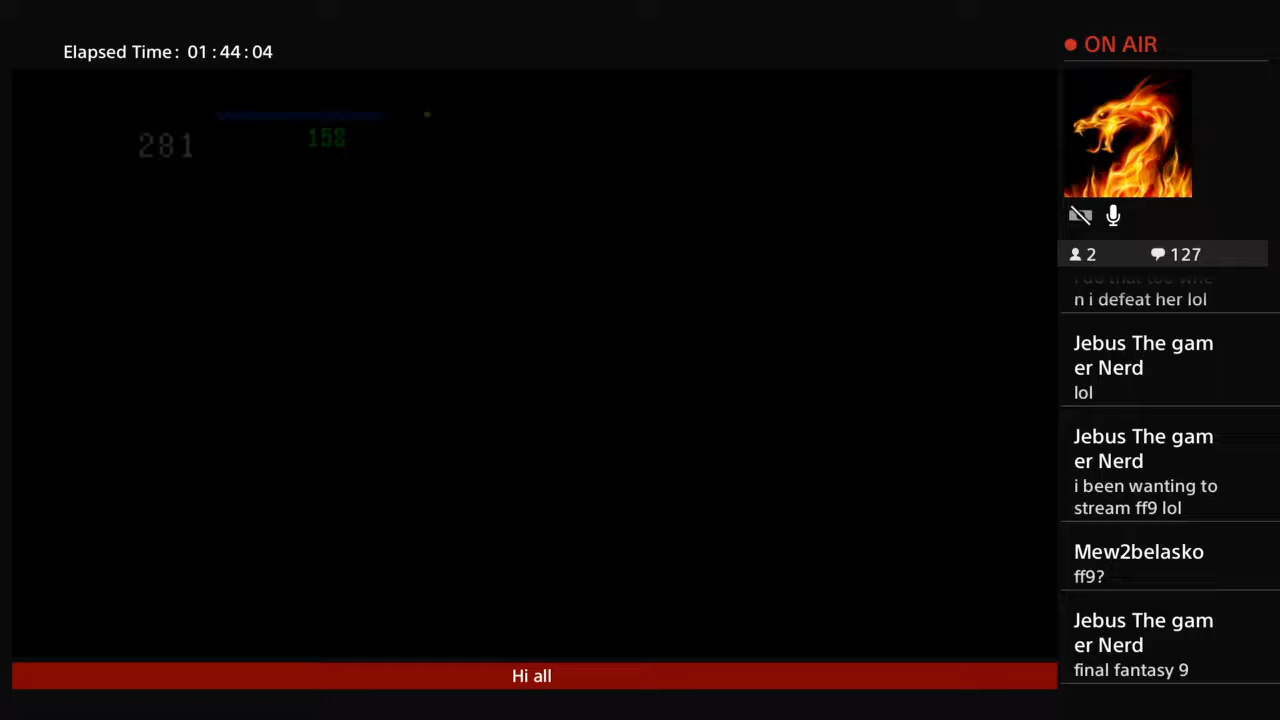 Elapsed Time: 01:44:04
ON AIR
281
158
2
127
n i defeat her lol
Jebus The gam
er Nerd
lol
Jebus The gam
er Nerd
i been wanting to
stream ff9 lol
Mew2belasko
ff9?
Jebus The gam
er Nerd
final fantasy 9
Hi all